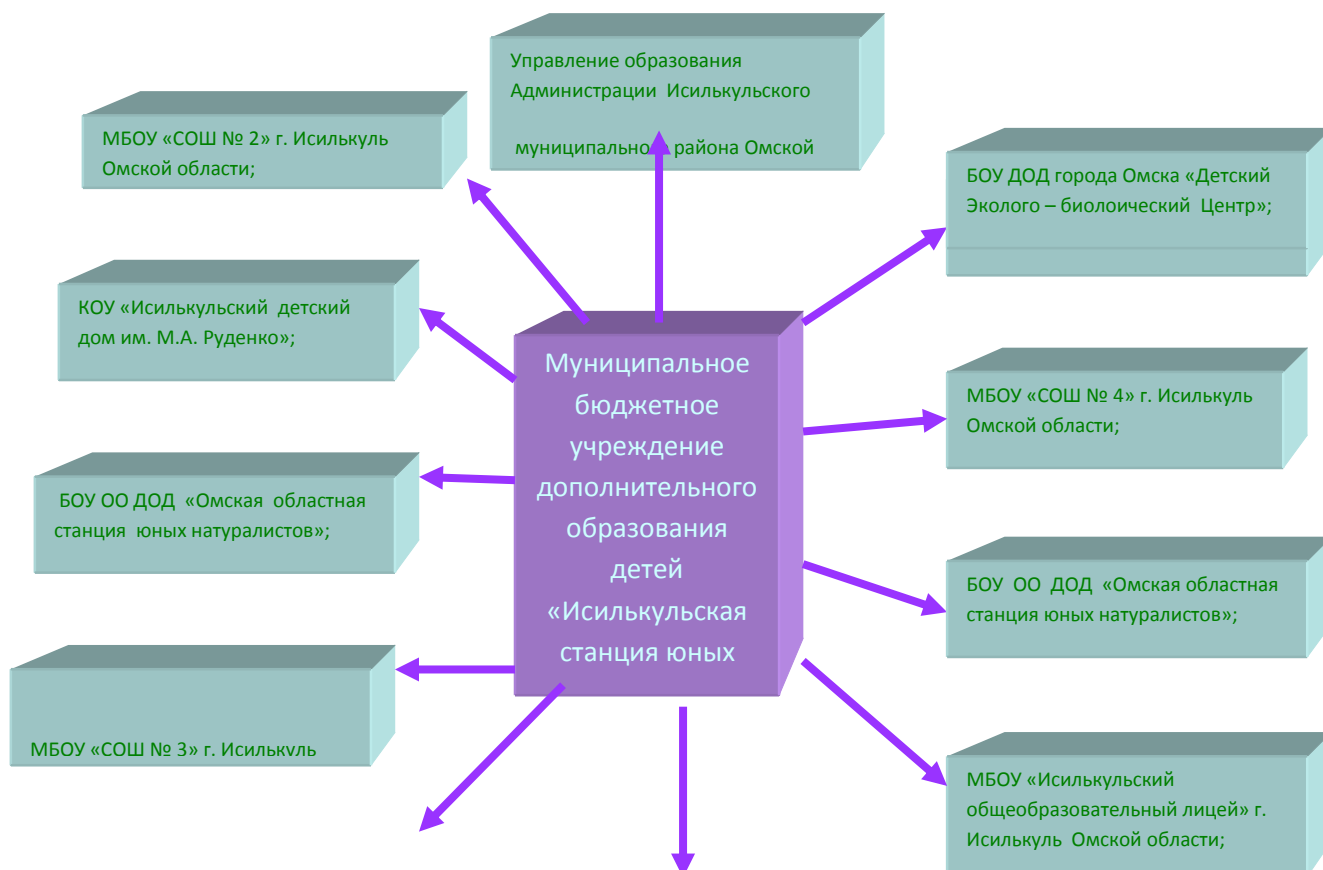 Управление образования
Администрации Исилькульского
муниципального района Омской
МБОУ «СОШ № 2» г. Исилькуль
Омской области;
БОУ ДОД города Омска «Детский
Эколого – биолоический Центр»;
КОУ «Исилькульский детский
дом им. М.А. Руденко»;
Муниципальное
бюджетное
учреждение
дополнительного
образования
детей
«Исилькульская
станция юных
МБОУ «СОШ № 4» г. Исилькуль
Омской области;
БОУ ОО ДОД «Омская областная
станция юных натуралистов»;
БОУ ОО ДОД «Омская областная
станция юных натуралистов»;
МБОУ «СОШ № 3» г. Исилькуль
МБОУ «Исилькульский
общеобразовательный лицей» г.
Исилькуль Омской области;